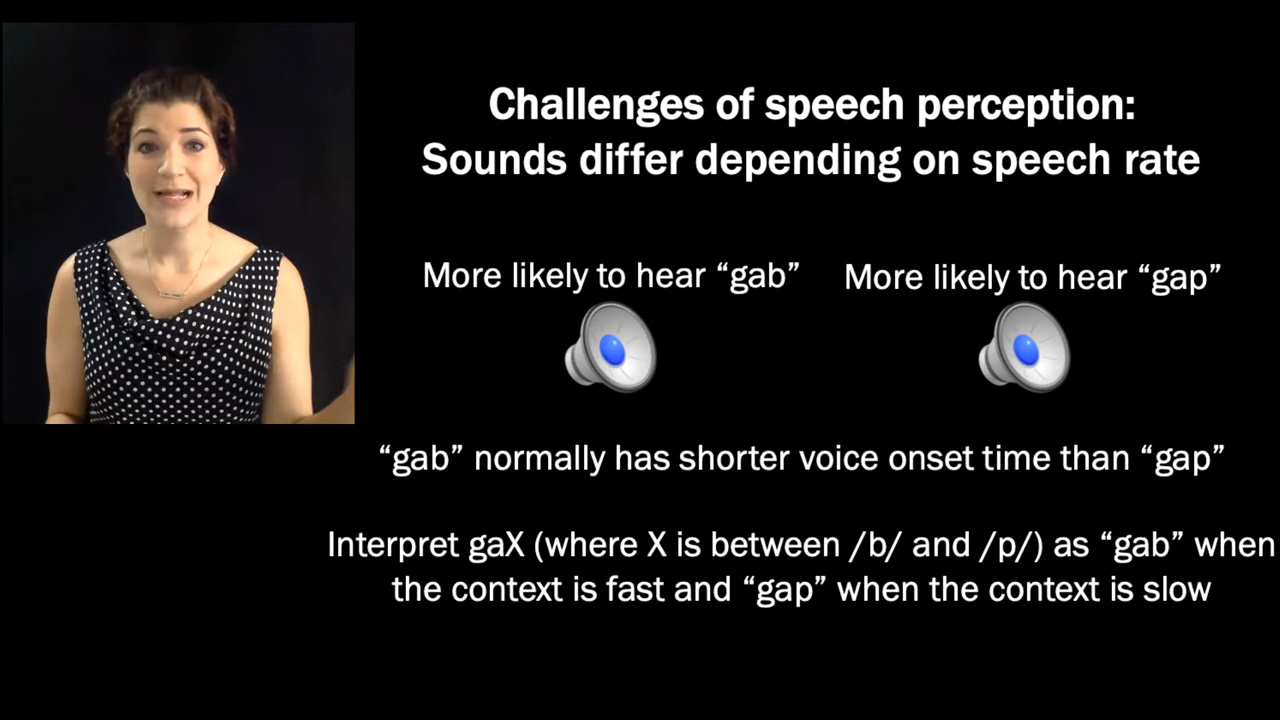 Challenges of speech perception:
Sounds differ depending on speech rate
More likely to hear “gab”
More likely to hear “gap”
“gab” normally has shorter voice onset time than “gap”
Interpret gaX (where X is between /b/ and /p/) as “gab” when
the context is fast and “gap” when the context is slow